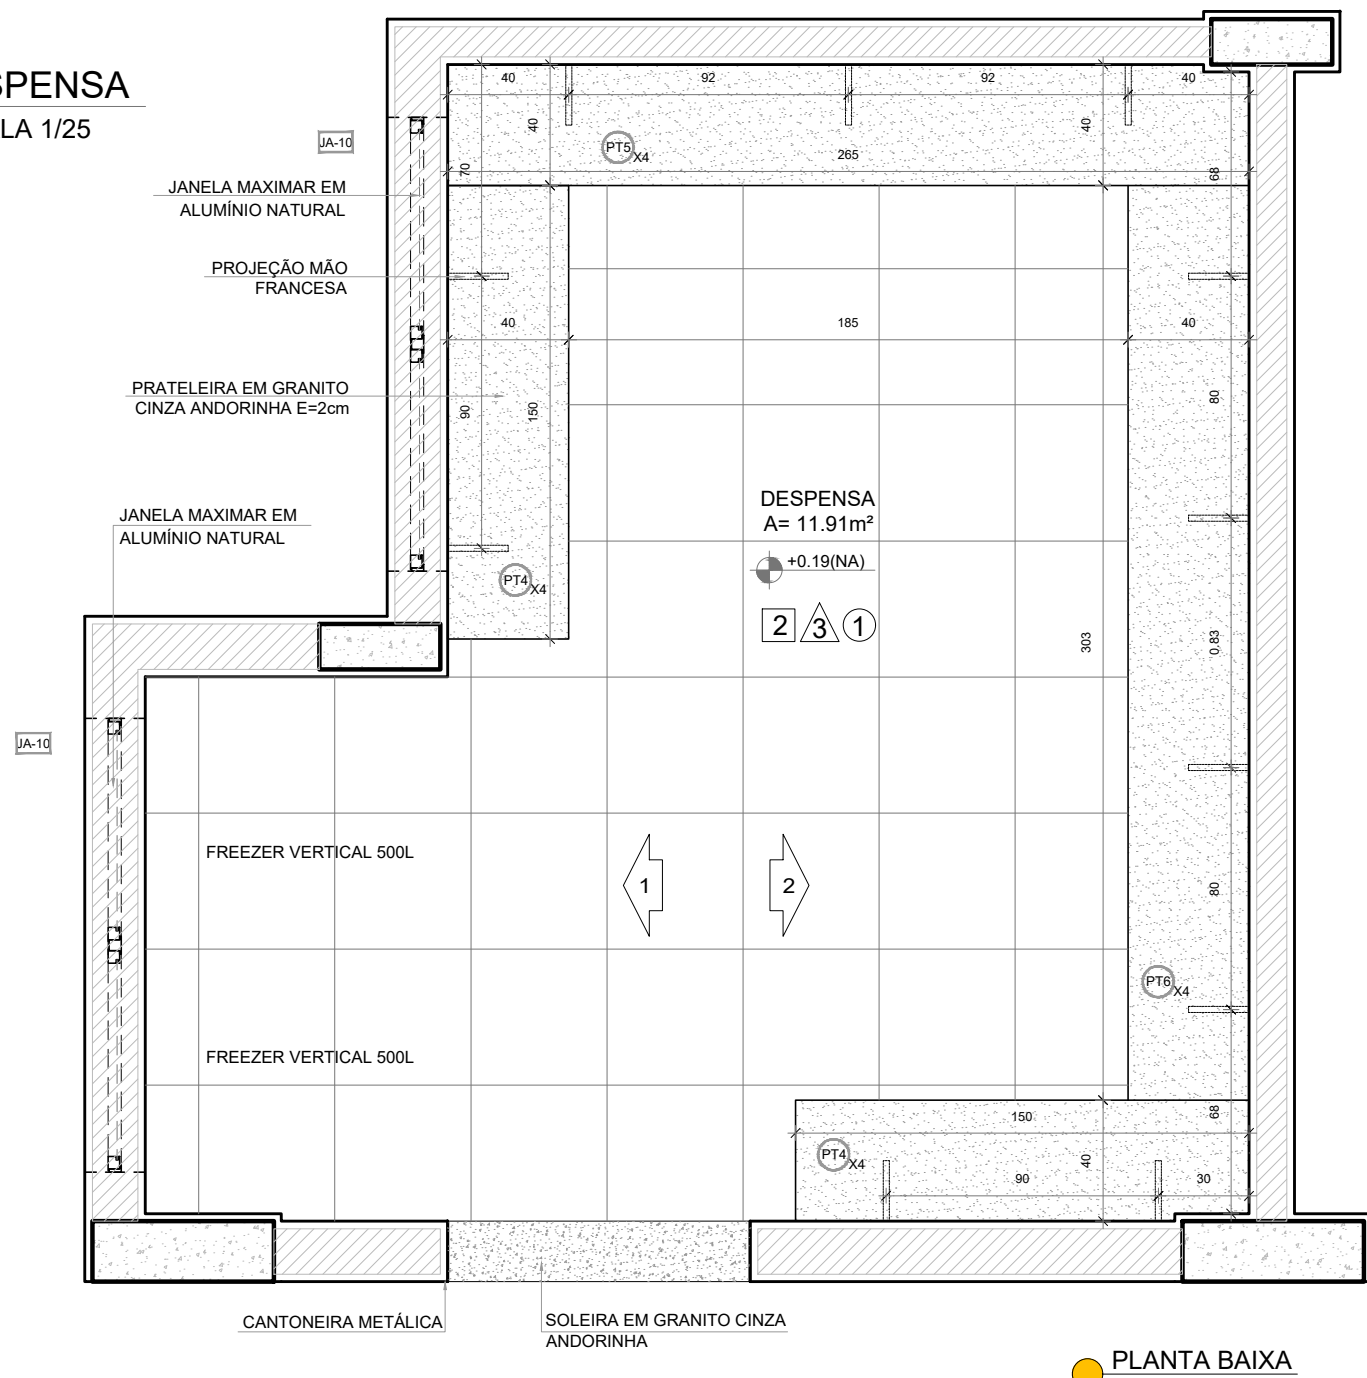 SPENSA
LA 1/25
40
92
92
40
JA-10
40
40
PT5
X4
265
70
68
JANELA MAXIMAR EM
ALUMÍNIO NATURAL
PROJEÇÃO MÃO
FRANCESA
40
185
40
PRATELEIRA EM GRANITO
CINZA ANDORINHA E=2cm
90
150
80
DESPENSA
A= 11.91m²
JANELA MAXIMAR EM
ALUMÍNIO NATURAL
+0.19(NA)
PT4
X4
2
3
1
303
0,83
JA-10
FREEZER VERTICAL 500L
1
2
80
PT6
X4
FREEZER VERTICAL 500L
150
68
PT4
X4
40
90
30
CANTONEIRA METÁLICA
SOLEIRA EM GRANITO CINZA
ANDORINHA
PLANTA BAIXA